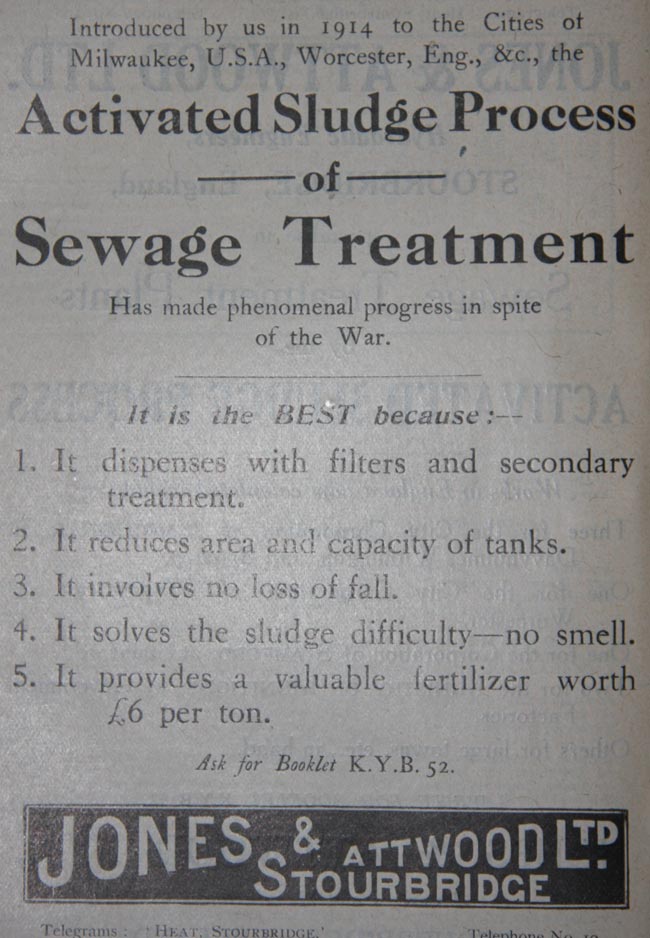 Introduced by us in 1914 to the Cities of
Milwaukee, U.S.A., Worcester, Eng., &c., the
Activated Sludge Process
of
Sewage Treatment
Has made phenomenal progress in spite
of the War.
It is the BEST because:--
1. It dispenses with filters and secondary
treatment.
2. It reduces area and capacity of tanks.
3. It involves no loss of fall.
4. It solves the sludge difficulty—no smell.
5. It provides a valuable fertilizer worth
£6 per ton.
Ask for Booklet K.Y.B. 52.
JONES & ATTWOOD LTD.
STOURBRIDGE
Telegrams: 'HEAT, STOURBRIDGE.' Telephone No.